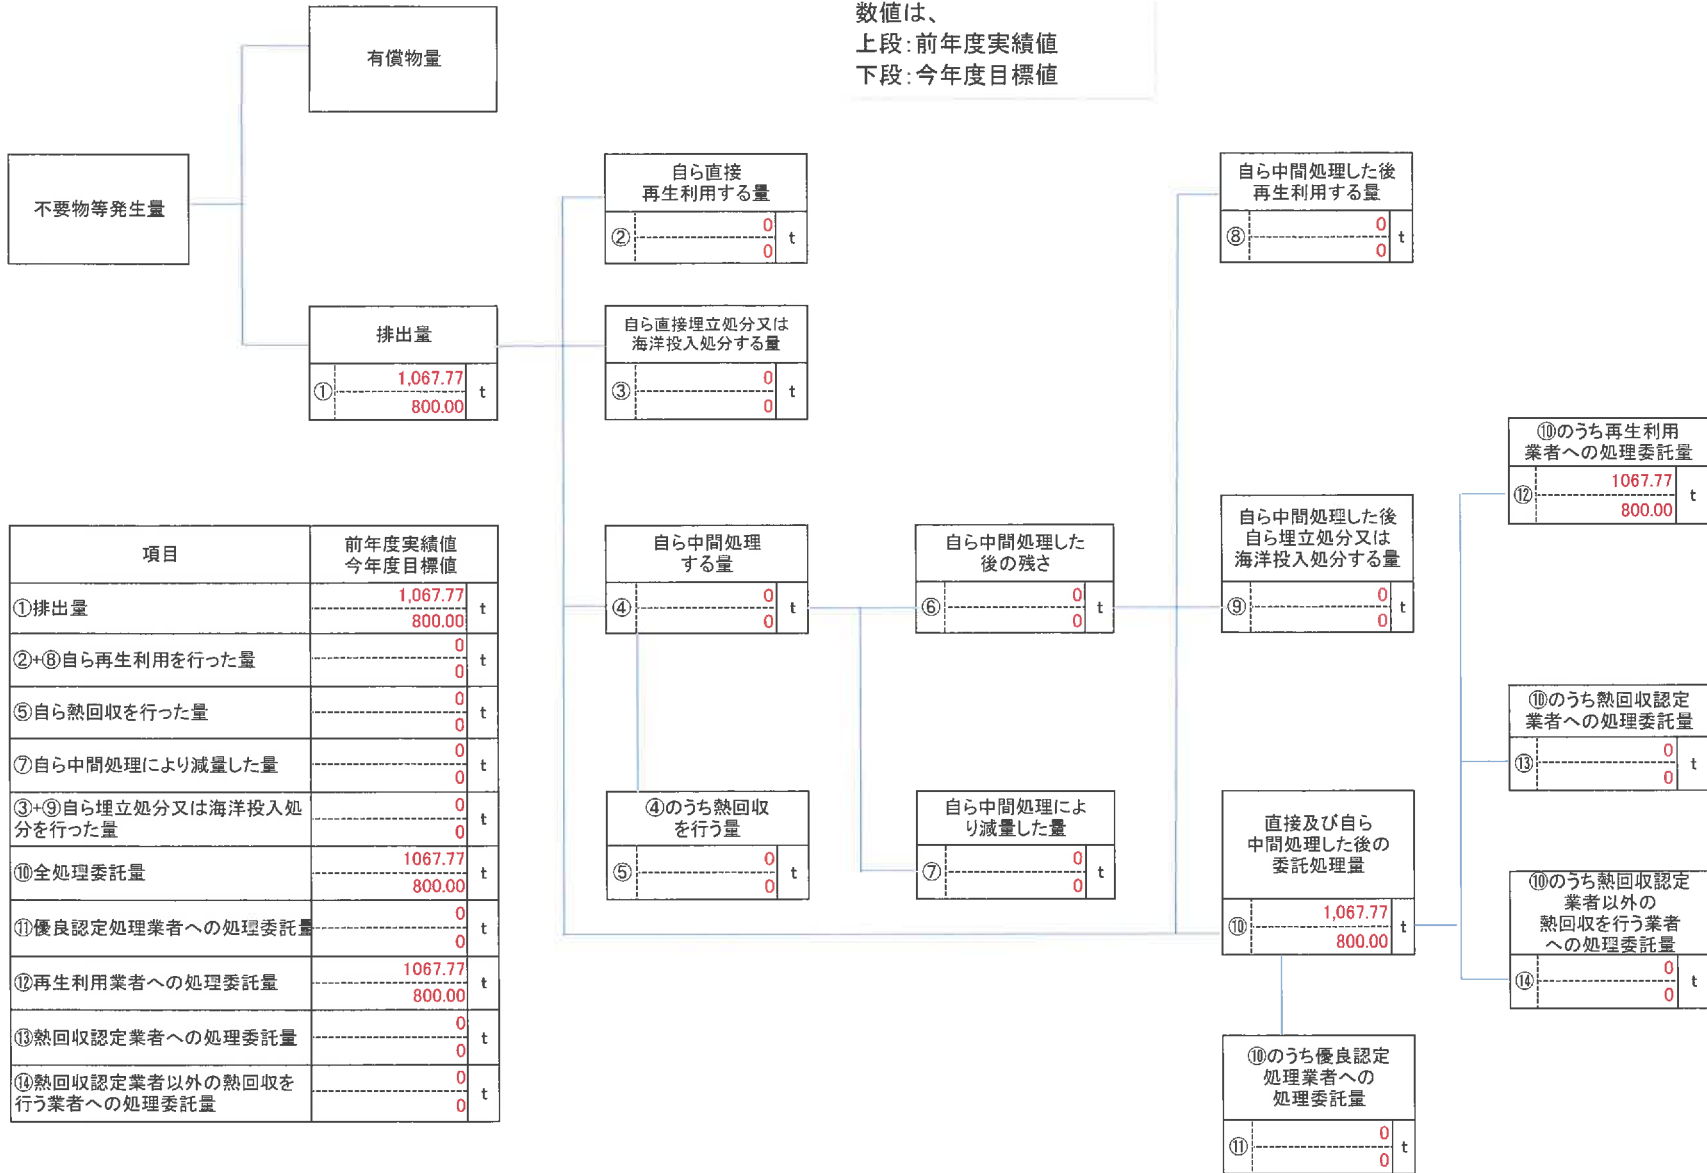 数値は、
上段:前年度実績値
下段:今年度目標値
有償物量
不要物等発生量
排出量
①
1,067.77
800.00
t
自ら直接
再生利用する量
②
0
0
t
自ら直接埋立処分又は
海洋投入処分する量
③
0
0
t
自ら中間処理
する量
④
0
0
t
④のうち熱回収
を行う量
⑤
0
0
t
自ら中間処理した
後の残さ
⑥
0
0
t
自ら中間処理によ
り減量した量
⑦
0
0
t
自ら中間処理した後
再生利用する量
⑧
0
0
t
自ら中間処理した後
自ら埋立処分又は
海洋投入処分する量
⑨
0
0
t
直接及び自ら
中間処理した後の
委託処理量
⑩
1,067.77
800.00
t
⑩のうち優良認定
処理業者への
処理委託量
⑪
0
0
t
⑩のうち再生利用
業者への処理委託量
⑫
1067.77
800.00
t
⑩のうち熱回収認定
業者への処理委託量
⑬
0
0
t
⑩のうち熱回収認定
業者以外の
熱回収を行う業者
への処理委託量
⑭
0
0
t
項目
前年度実績値
今年度目標値
①排出量
1,067.77
800.00
t
②+⑧自ら再生利用を行った量
0
0
t
⑤自ら熱回収を行った量
0
0
t
⑦自ら中間処理により減量した量
0
0
t
③+⑨自ら埋立処分又は海洋投入処
分を行った量
0
0
t
⑩全処理委託量
1067.77
800.00
t
⑪優良認定処理業者への処理委託量
0
0
t
⑫再生利用業者への処理委託量
1067.77
800.00
t
⑬熱回収認定業者への処理委託量
0
0
t
⑭熱回収認定業者以外の熱回収を
行う業者への処理委託量
0
0
t